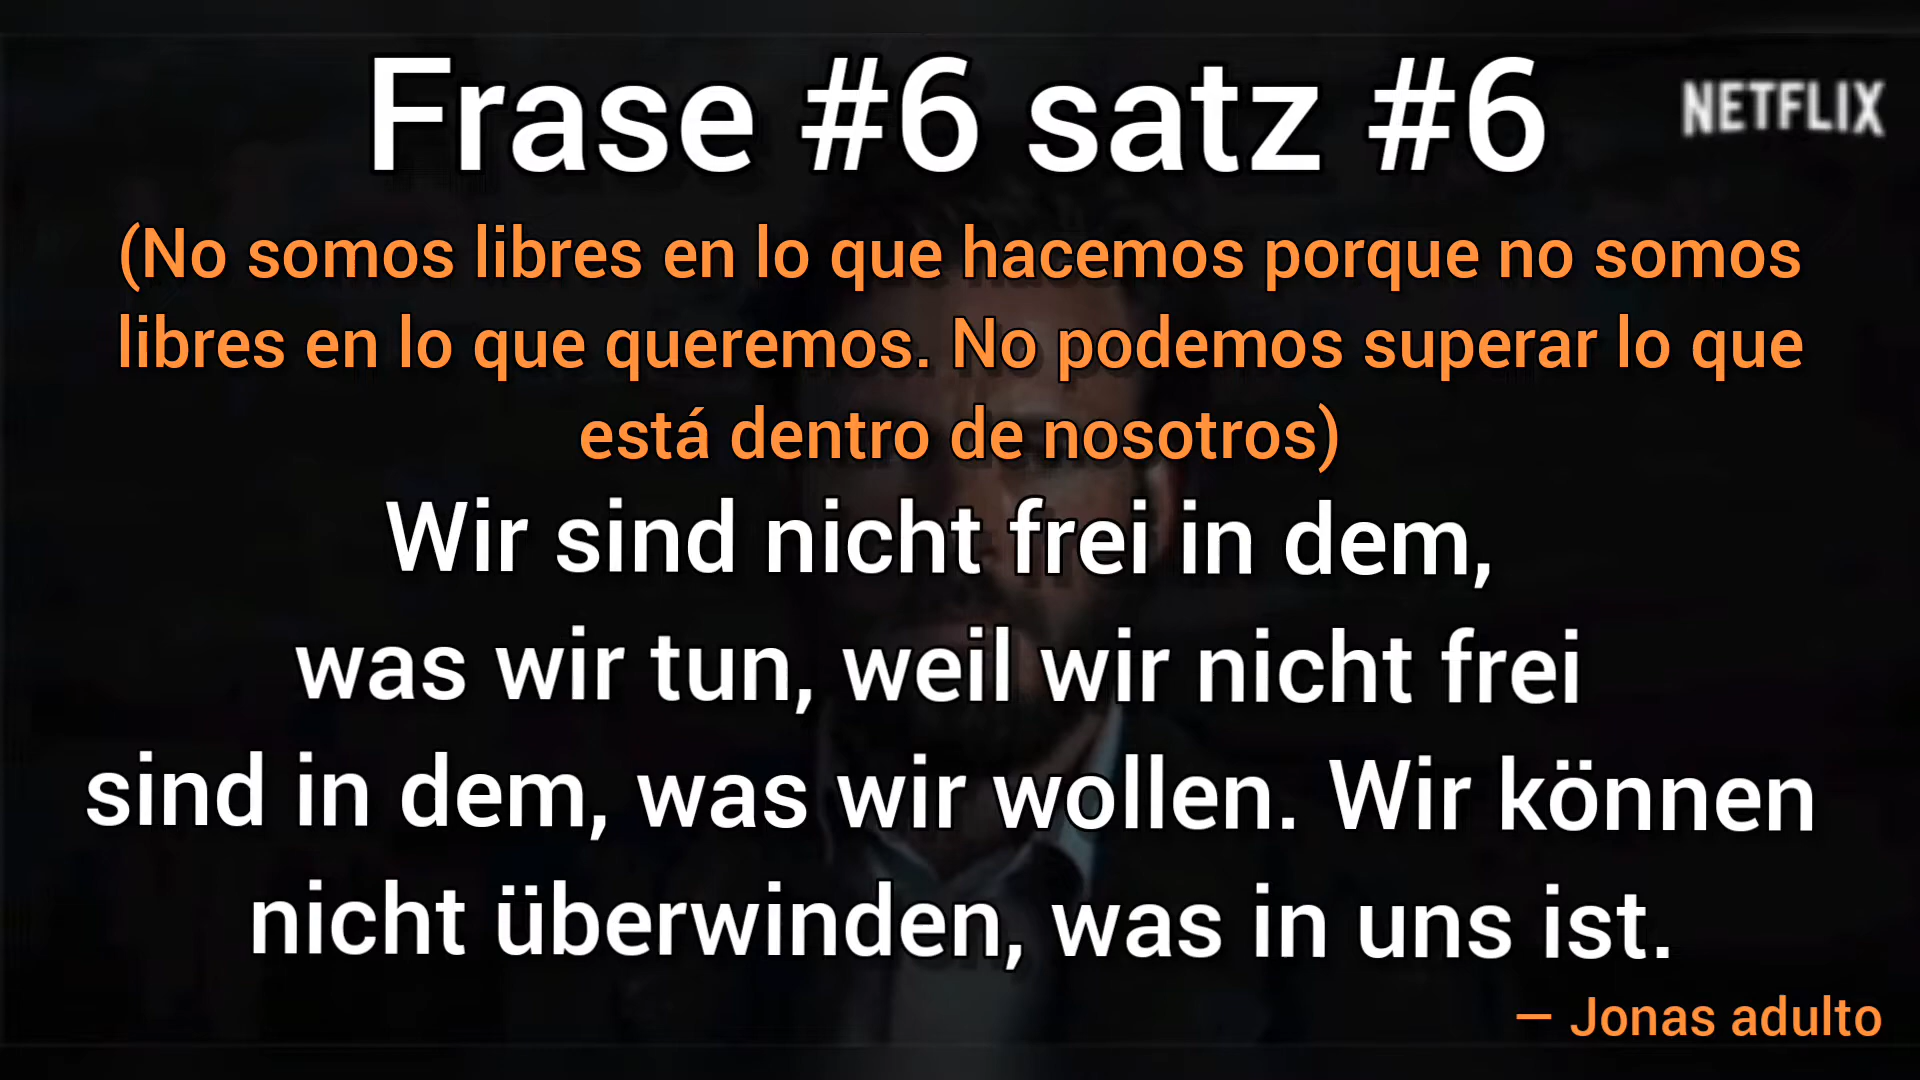 Frase #6 satz #6
NETFLIX
(No somos libres en lo que hacemos porque no somos
libres en lo que queremos. No podemos superar lo que
está dentro de nosotros)
Wir sind nicht frei in dem,
was wir tun, weil wir nicht frei
sind in dem, was wir wollen. Wir können
nicht überwinden, was in uns ist.
— Jonas adulto